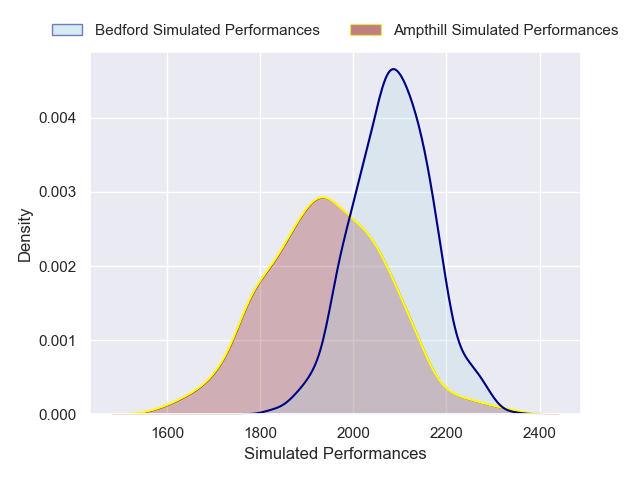 Bedford Simulated Performances
Ampthill Simulated Performances
Density
0.004
0.003
0.002
0.001
0.000
1600
1800
2000
2200
2400
Simulated Performances